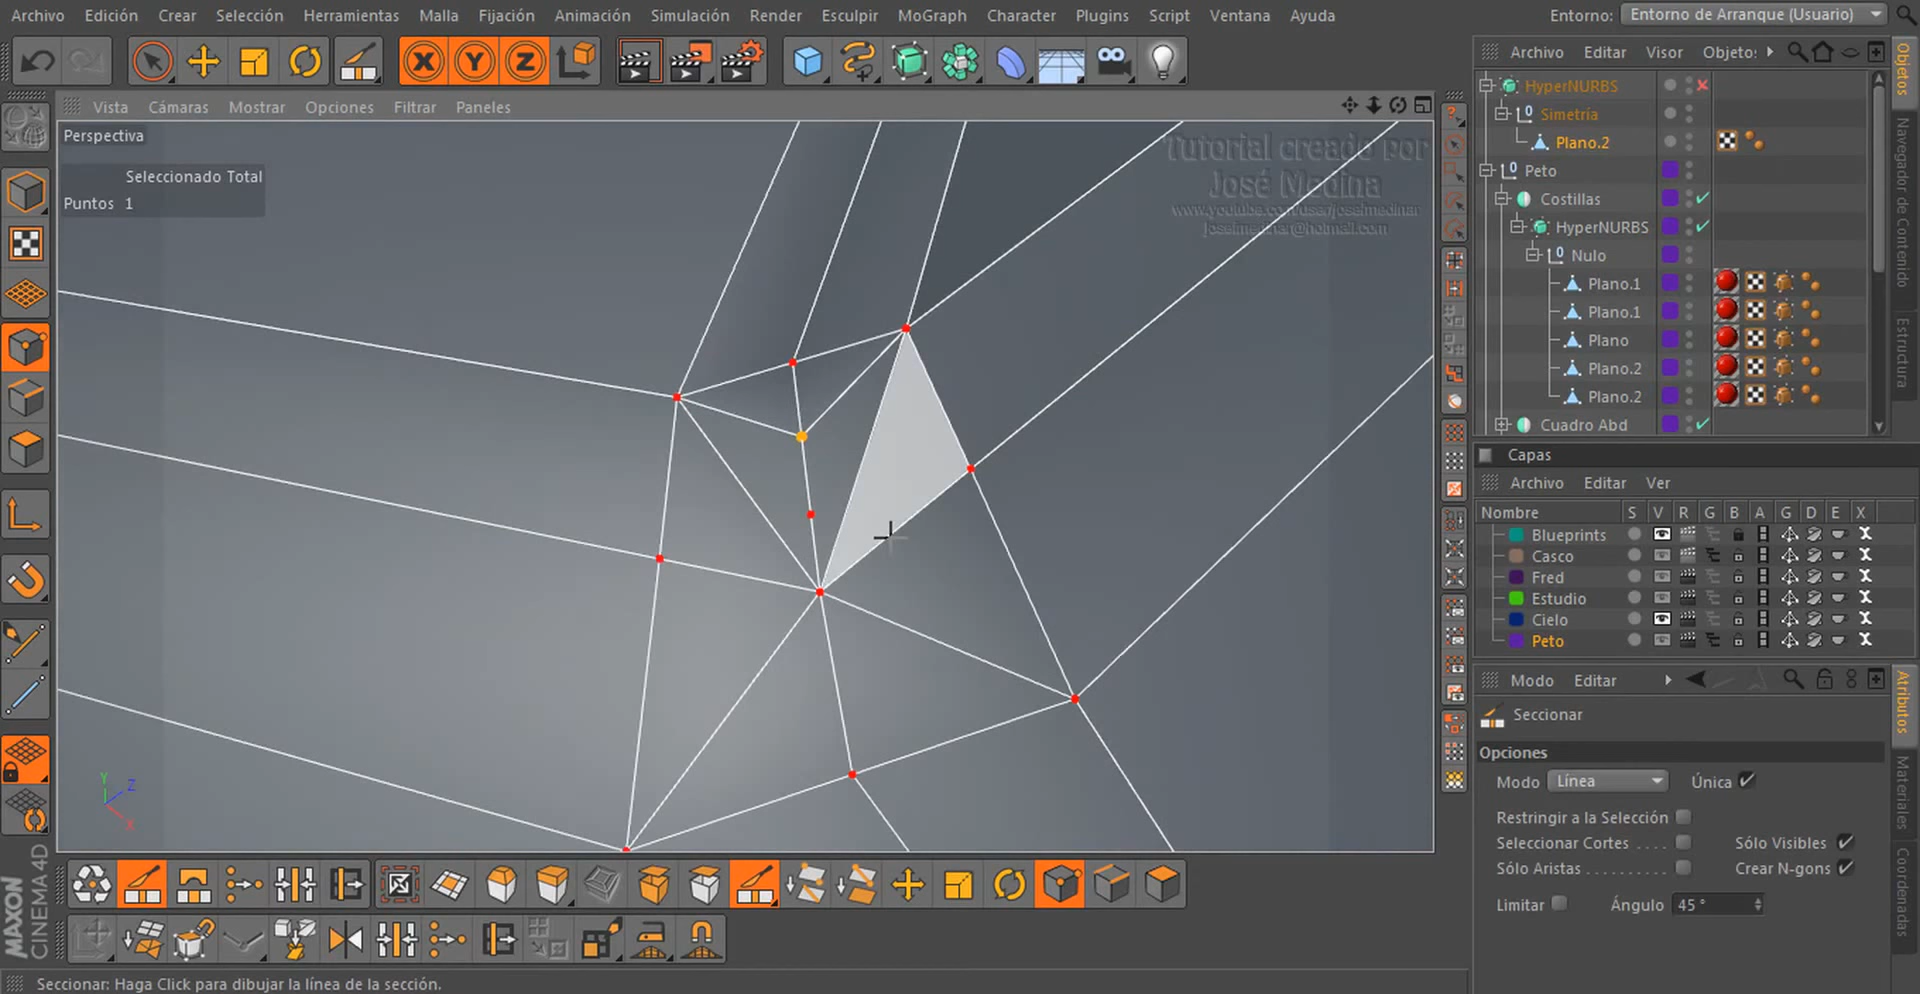 Archivo Edición Crear Selección Herramientas Malla Fijación Animación Simulación Render Esculpir MoGraph Character Plugins Script Ventana Ayuda
Entorno: Entorno de Arranque (Usuario)
Vista Cámaras Mostrar Opciones Filtrar Paneles
Perspectiva
Seleccionado Total
Puntos 1
Tutorial creado por
José Medina
Y
Z
X
MAXON
CINEMA 4D
Seccionar: Haga Click para dibujar la línea de la sección.
Archivo Editar Visor Objeto:
HyperNURBS
Simetría
Plano.2
Peto
Costillas
HyperNURBS
Nulo
Plano.1
Plano.1
Plano
Plano.2
Plano.2
Cuadro Abd
Capas
Archivo Editar Ver
Nombre S V R G B A G D E X
Blueprints
Casco
Fred
Estudio
Cielo
Peto
Modo Editar
Seccionar
Opciones
Modo Línea Única
Restringir a la Selección
Seleccionar Cortes Sólo Visibles
Sólo Aristas Crear N-gons
Limitar Ángulo 45 °
Objetos
Navegador de Contenido
Estructura
Atributos
Materiales
Coordenadas